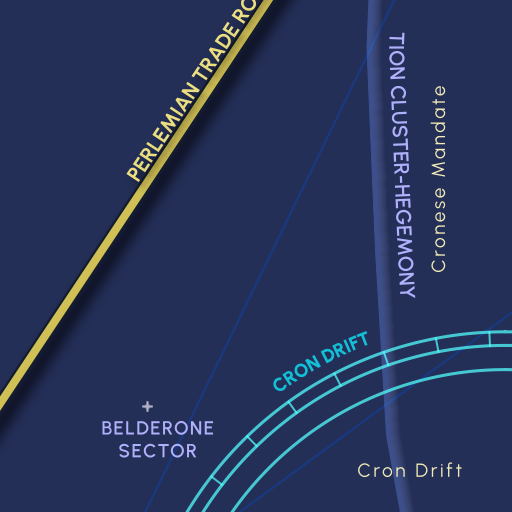 PERLEMIAN TRADE RO
TION CLUSTER-HEGEMONY
Cronese Mandate
CRON DRIFT
BELDERONE
SECTOR
Cron Drift